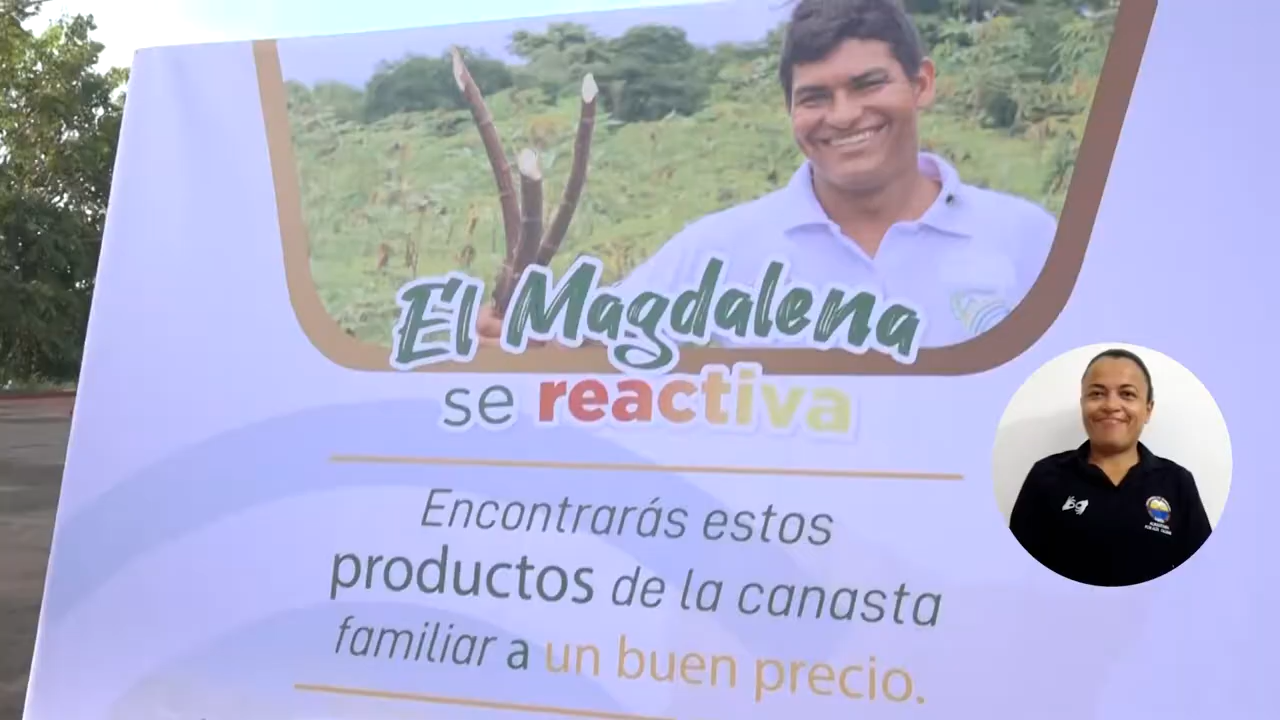 El Magdalena
se reactiva
Encontrarás estos
productos de la canasta
familiar a un buen precio.